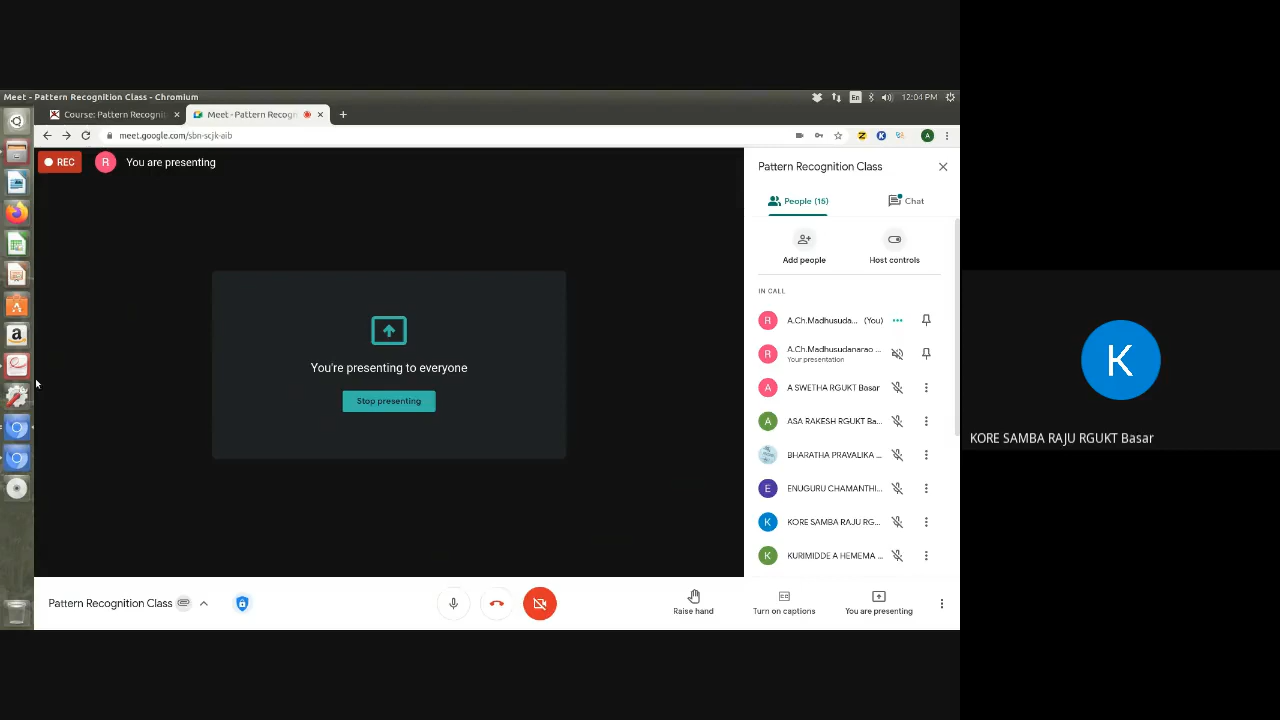 Meet - Pattern Recognition Class - Chromium
En
12:04 PM
Course: Pattern Recognit
Meet - Pattern Recogn
meet.google.com/sbn-scjk-aib
A
REC
R
You are presenting
You're presenting to everyone
Stop presenting
Pattern Recognition Class
People (15)
Chat
Add people
Host controls
IN CALL
R
A.Ch.Madhusuda... (You)
R
A.Ch.Madhusudanarao ...
Your presentation
A
A SWETHA RGUKT Basar
A
ASA RAKESH RGUKT Ba...
BHARATHA PRAVALIKA ...
E
ENUGURU CHAMANTHI...
K
KORE SAMBA RAJU RG...
K
KURIMIDDE A HEMEMA ...
Pattern Recognition Class
Raise hand
Turn on captions
You are presenting
K
KORE SAMBA RAJU RGUKT Basar